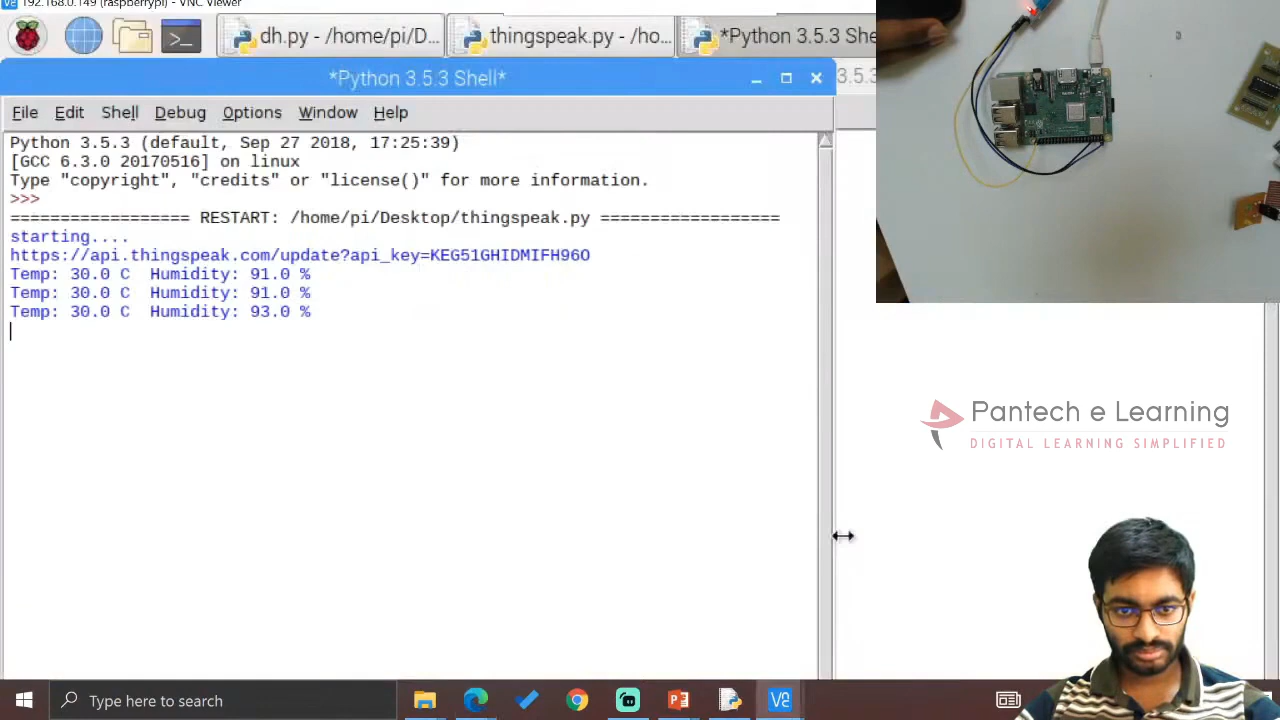 192.168.0.149 (raspberrypi) - VNC Viewer
dh.py - /home/pi/D...
thingspeak.py - /ho...
*Python 3.5.3 She
*Python 3.5.3 Shell*
3.5.3
File Edit Shell Debug Options Window Help
Python 3.5.3 (default, Sep 27 2018, 17:25:39)
[GCC 6.3.0 20170516] on linux
Type "copyright", "credits" or "license()" for more information.
>>>
================== RESTART: /home/pi/Desktop/thingspeak.py ==================
starting....
https://api.thingspeak.com/update?api_key=KEG51GHIDMIFH96O
Temp: 30.0 C  Humidity: 91.0 %
Temp: 30.0 C  Humidity: 91.0 %
Temp: 30.0 C  Humidity: 93.0 %
Pantech e Learning
DIGITAL LEARNING SIMPLIFIED
Type here to search